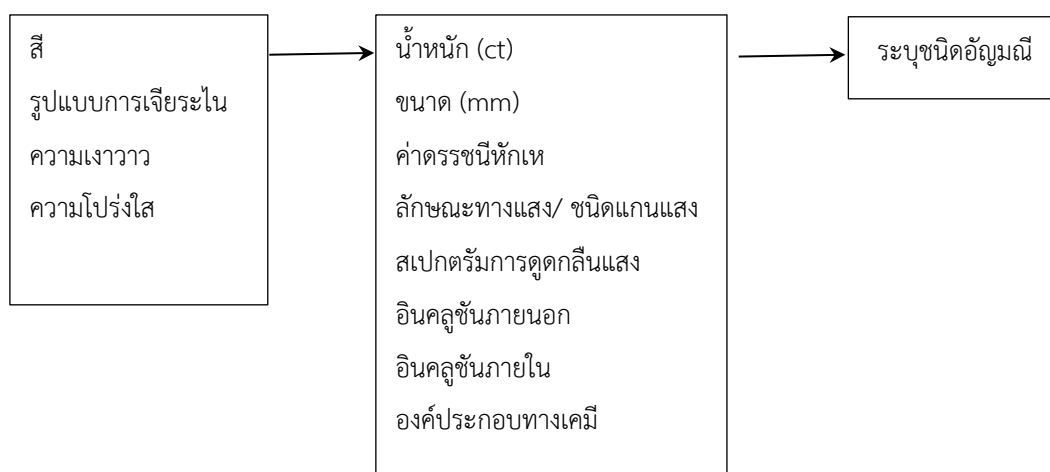 สี
รูปแบบการเจียระไน
ความเงาวาว
ความโปร่งใส
น้ำหนัก (ct)
ขนาด (mm)
ค่าดรรชนีหักเห
ลักษณะทางแสง/ ชนิดแกนแสง
สเปกตรัมการดูดกลืนแสง
อินคลูชันภายนอก
อินคลูชันภายใน
องค์ประกอบทางเคมี
ระบุชนิดอัญมณี